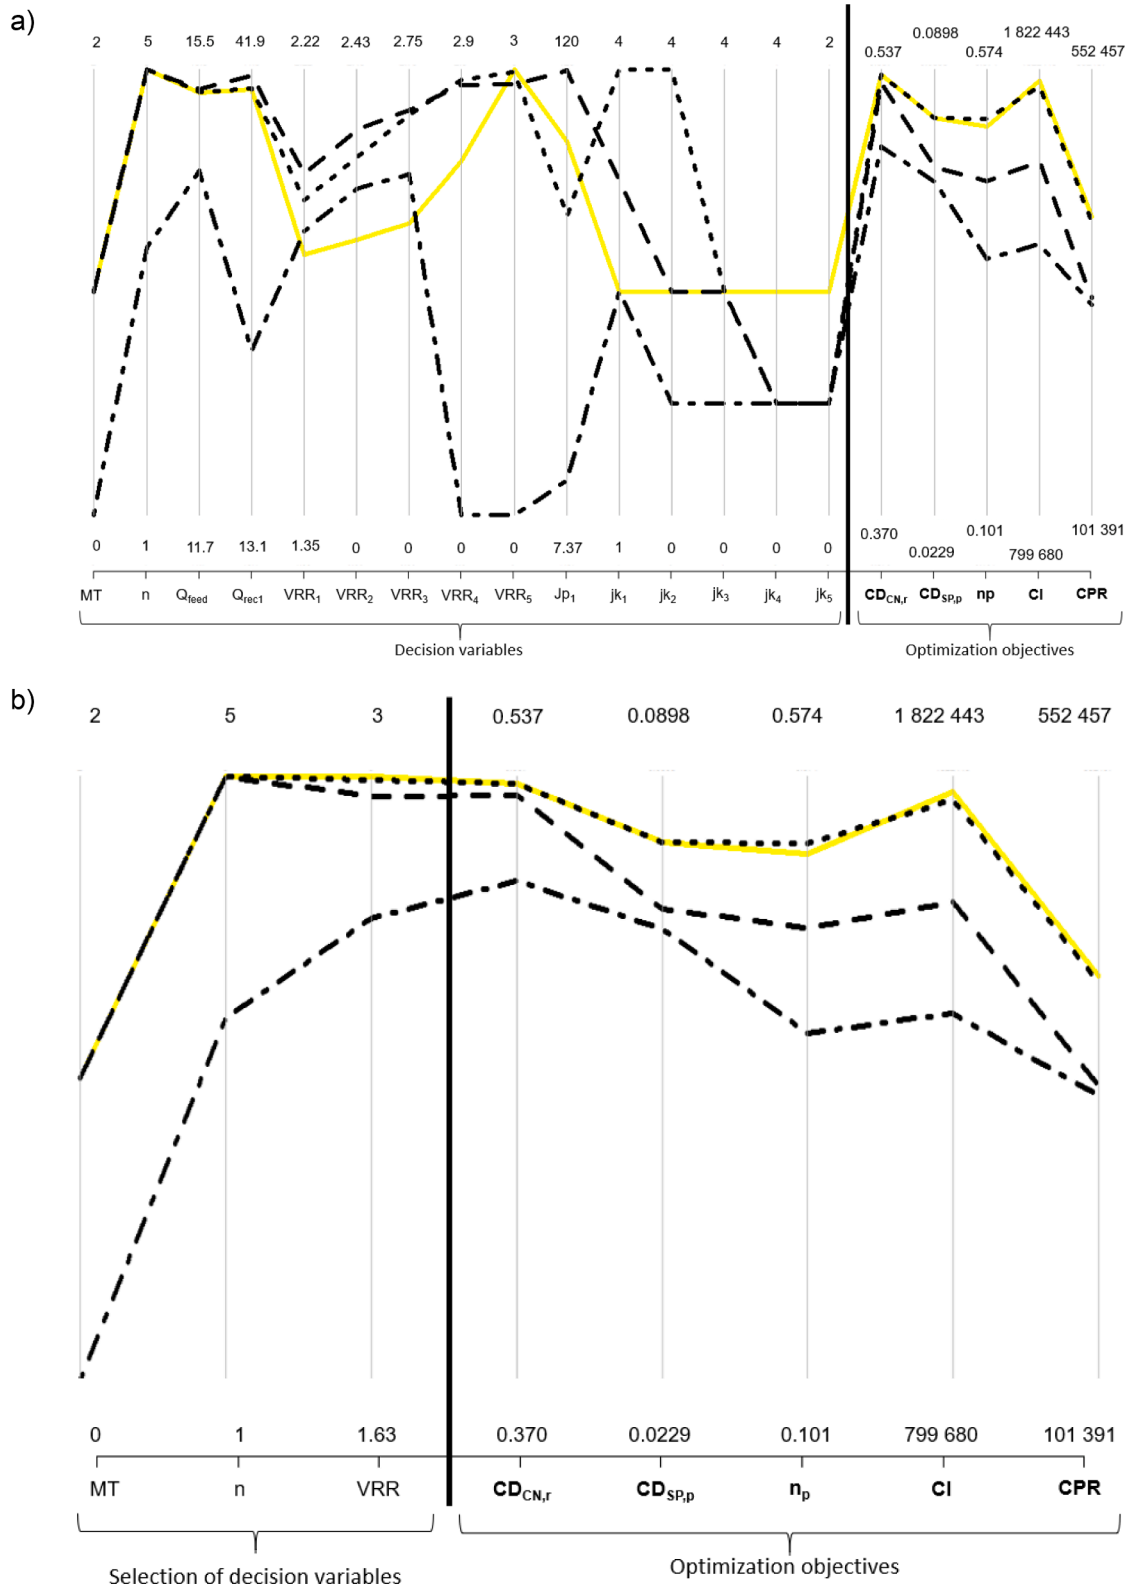 a)
0.0898 1 822 443
2 5 15.5 41.9 2.22 2.43 2.75 2.9 3 120 4 4 4 4 2 0.537 0.574 552 457
0 1 11.7 13.1 1.35 0 0 0 0 7.37 1 0 0 0 0 0.370 0.101 101 391
0.0229 799 680
MT n Qfeed Qrec1 VRR1 VRR2 VRR3 VRR4 VRR5 Jp1 jk1 jk2 jk3 jk4 jk5 CDCN,r CDSP,p np CI CPR
Decision variables Optimization objectives
b)
2 5 3 0.537 0.0898 0.574 1 822 443 552 457
0 1 1.63 0.370 0.0229 0.101 799 680 101 391
MT n VRR CDCN,r CDSP,p np CI CPR
Selection of decision variables Optimization objectives